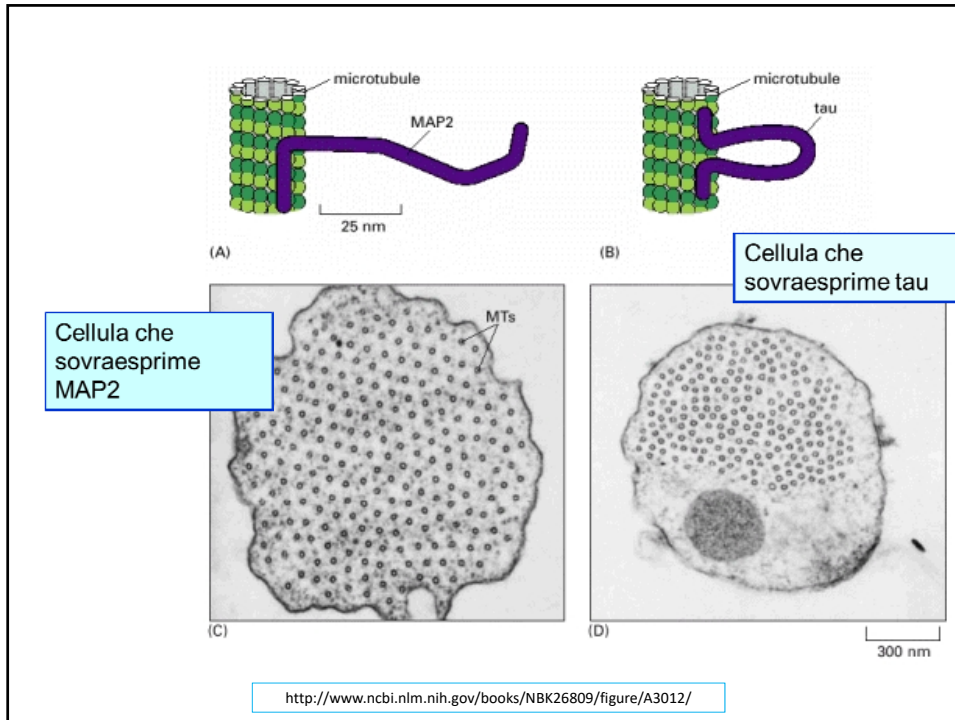 microtubule
MAP2
25 nm
(A)
microtubule
tau
(B)
Cellula che
sovraesprime tau
Cellula che
sovraesprime
MAP2
MTs
(C)
(D)
300 nm
http://www.ncbi.nlm.nih.gov/books/NBK26809/figure/A3012/